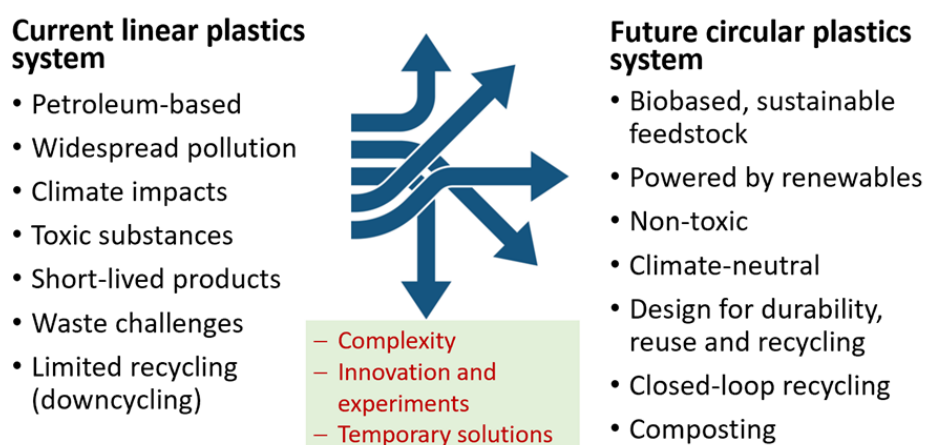 Current linear plastics
system
• Petroleum-based
• Widespread pollution
• Climate impacts
• Toxic substances
• Short-lived products
• Waste challenges
• Limited recycling
(downcycling)
– Complexity
– Innovation and
experiments
– Temporary solutions
Future circular plastics
system
• Biobased, sustainable
feedstock
• Powered by renewables
• Non-toxic
• Climate-neutral
• Design for durability,
reuse and recycling
• Closed-loop recycling
• Composting